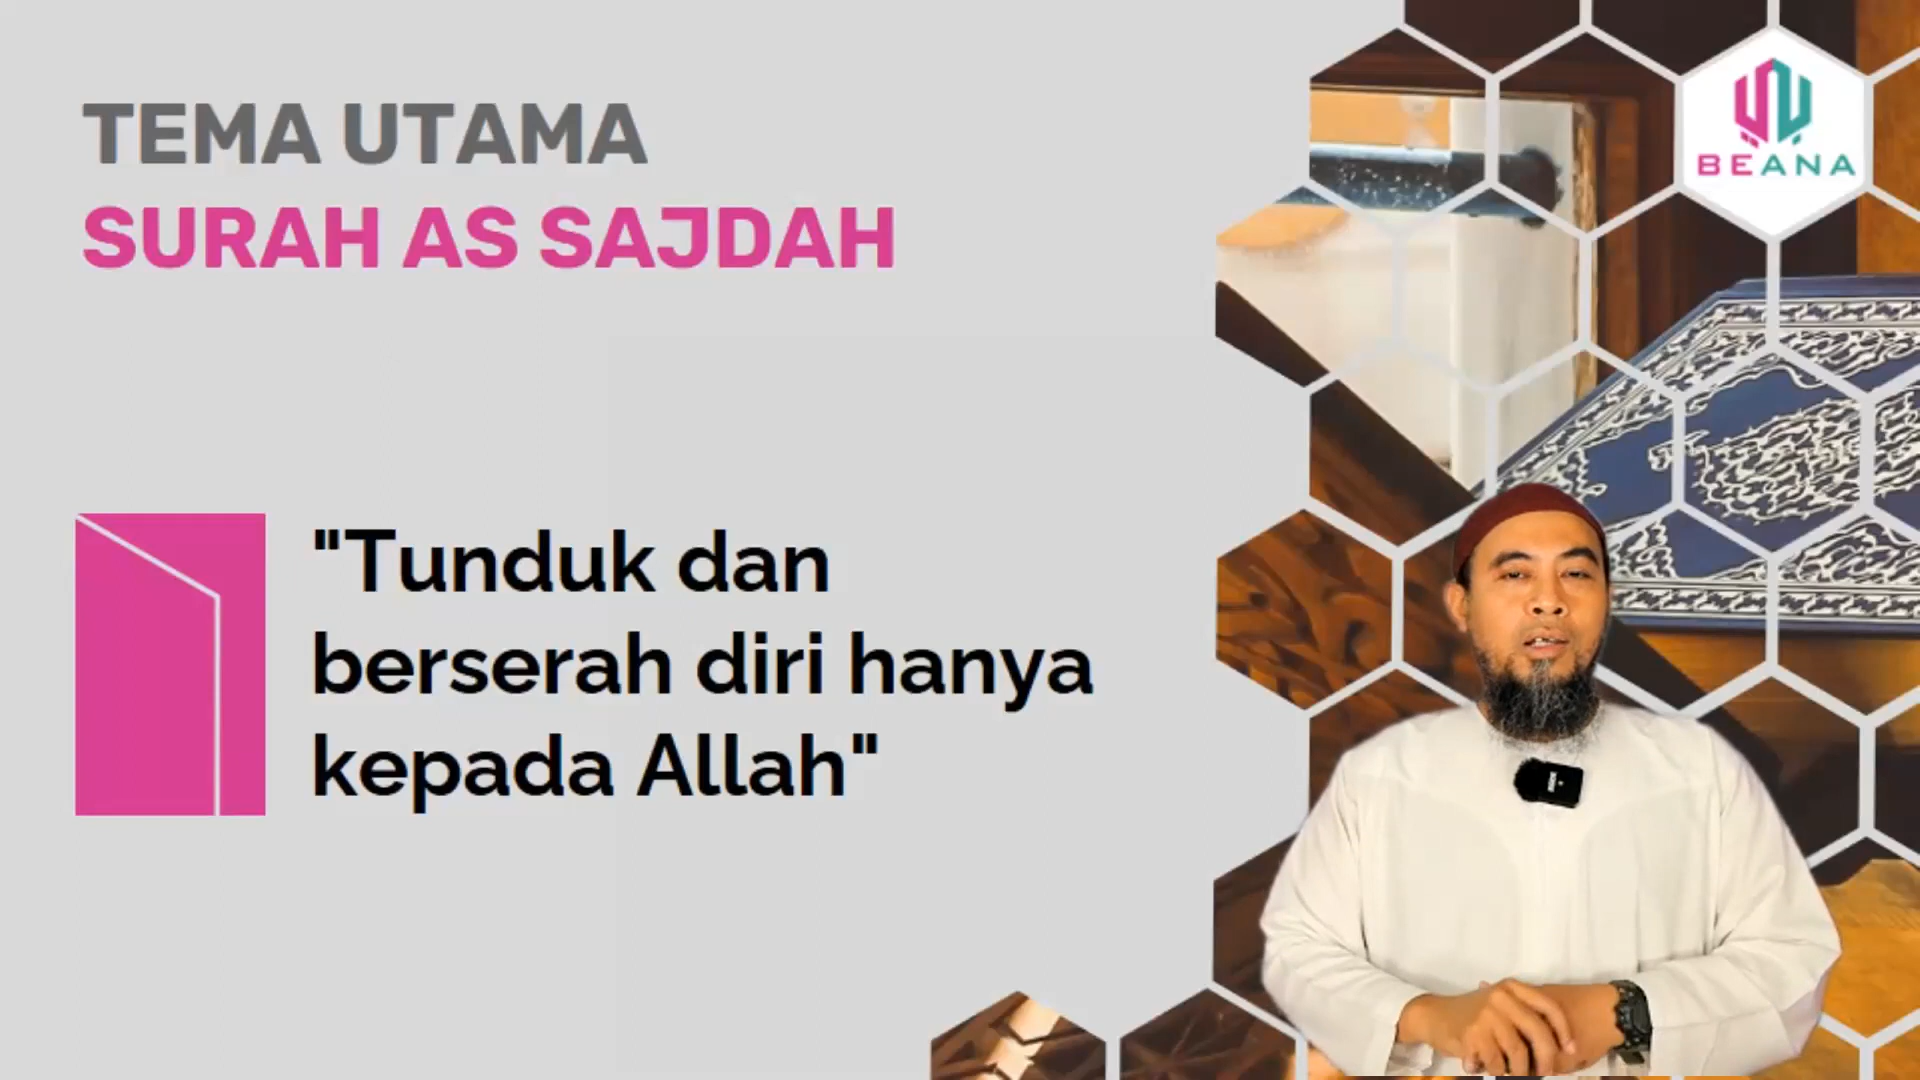 TEMA UTAMA
SURAH AS SAJDAH
BEANA
"Tunduk dan
berserah diri hanya
kepada Allah"